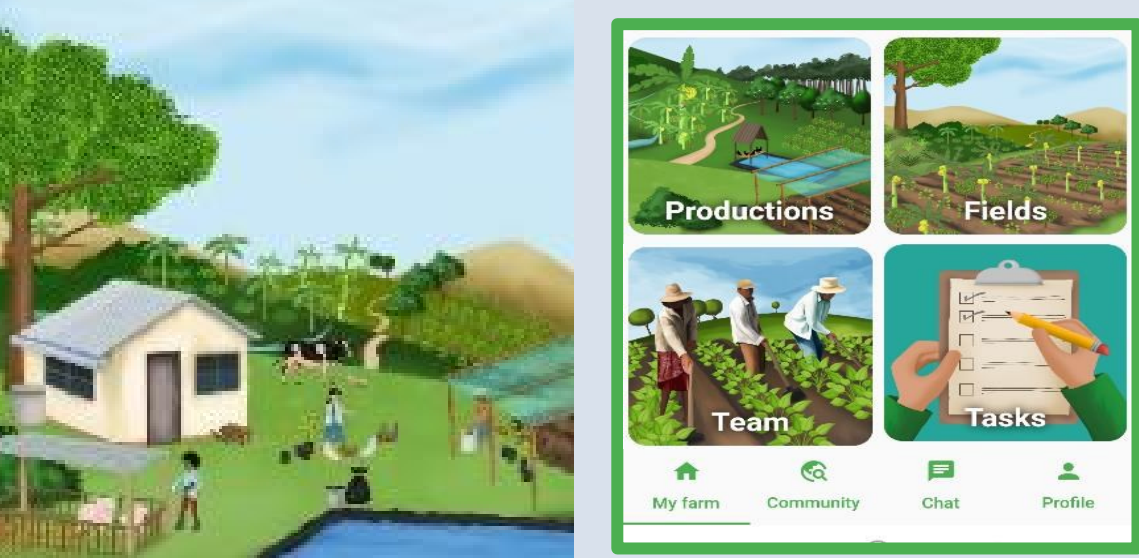 Productions
Fields
Team
Tasks
My farm
Community
Chat
Profile